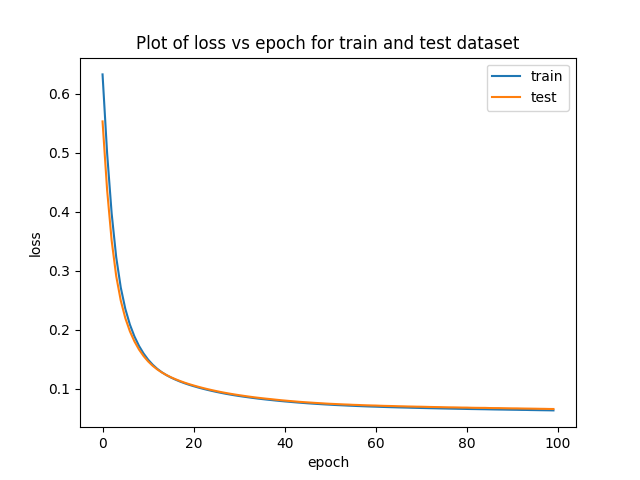 Plot of loss vs epoch for train and test dataset
train
test
0.6
0.5
0.4
0.3
0.2
0.1
loss
0 20 40 60 80 100
epoch